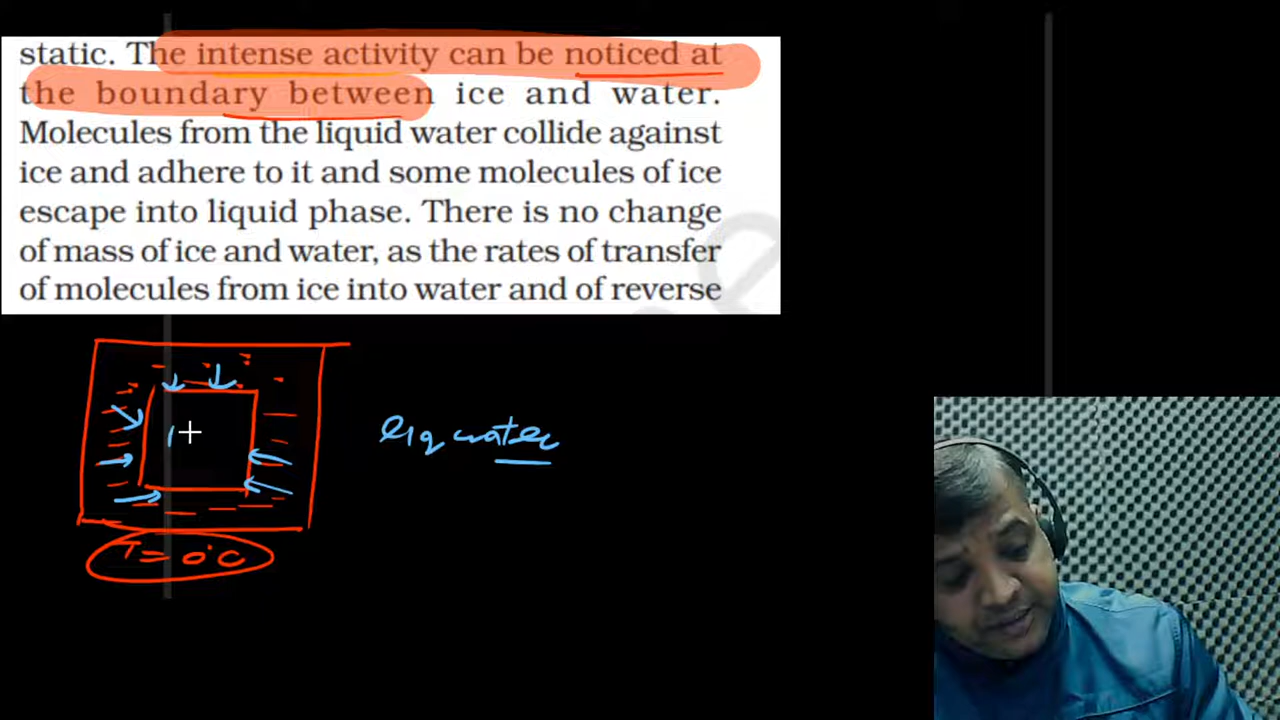 static. The intense activity can be noticed at
the boundary between ice and water.
Molecules from the liquid water collide against
ice and adhere to it and some molecules of ice
escape into liquid phase. There is no change
of mass of ice and water, as the rates of transfer
of molecules from ice into water and of reverse
liq water
T = 0°C